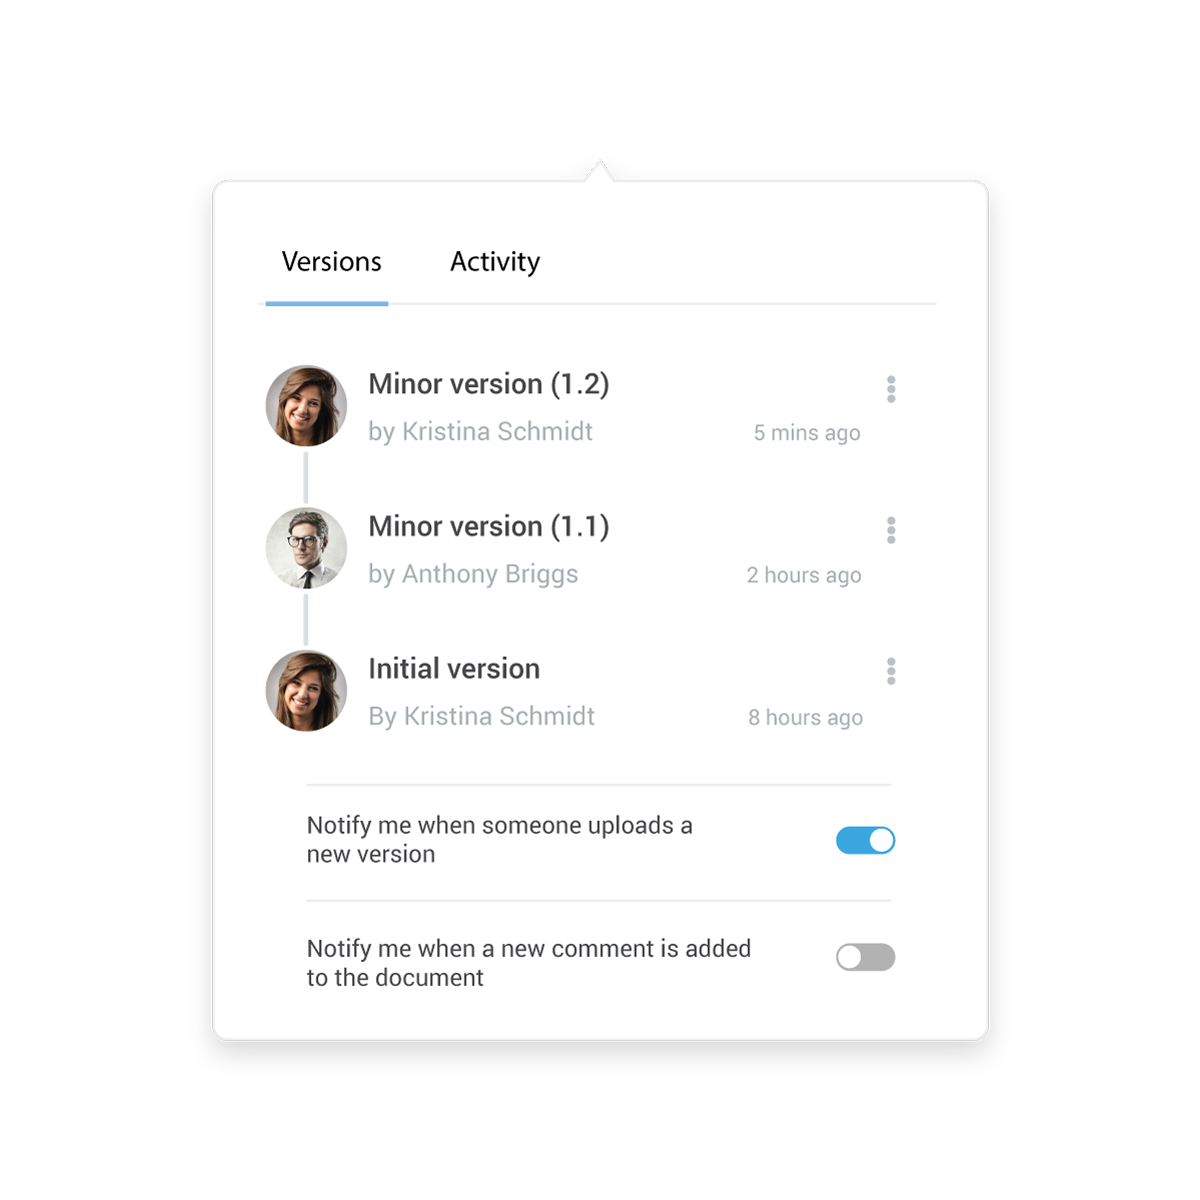 Versions Activity
Minor version (1.2)
by Kristina Schmidt 5 mins ago
Minor version (1.1)
by Anthony Briggs 2 hours ago
Initial version
By Kristina Schmidt 8 hours ago
Notify me when someone uploads a
new version
Notify me when a new comment is added
to the document